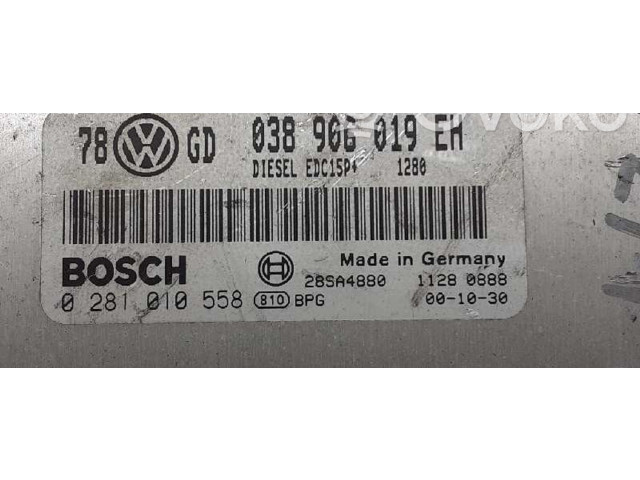 78 GD 038 906 019 EH
DIESEL EDC15P+ 1280
BOSCH Made in Germany
28SA4880 1128 0888
0 281 010 558 810 BPG 00-10-30